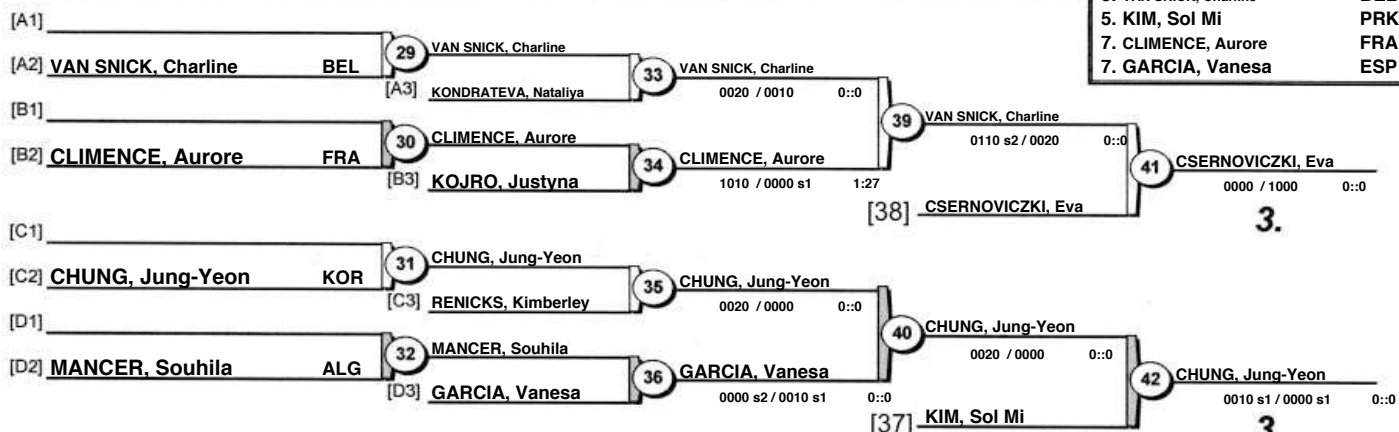 VAN SNICK, Charline BEL
5. KIM, Sol Mi PRK
7. CLIMENCE, Aurore FRA
7. GARCIA, Vanesa ESP
[A1]
[A2] VAN SNICK, Charline BEL
29
VAN SNICK, Charline
[A3] KONDRATEVA, Nataliya
33
VAN SNICK, Charline
0020 / 0010 0::0
[B1]
[B2] CLIMENCE, Aurore FRA
30
CLIMENCE, Aurore
[B3] KOJRO, Justyna
34
CLIMENCE, Aurore
1010 / 0000 s1 1:27
39
VAN SNICK, Charline
0110 s2 / 0020 0::0
[38] CSERNOVICZKI, Eva
41
CSERNOVICZKI, Eva
0000 / 1000 0::0
3.
[C1]
[C2] CHUNG, Jung-Yeon KOR
31
CHUNG, Jung-Yeon
[C3] RENICKS, Kimberley
35
CHUNG, Jung-Yeon
0020 / 0000 0::0
[D1]
[D2] MANCER, Souhila ALG
32
MANCER, Souhila
[D3] GARCIA, Vanesa
36
GARCIA, Vanesa
0000 s2 / 0010 s1 0::0
40
CHUNG, Jung-Yeon
0020 / 0000 0::0
[37] KIM, Sol Mi
42
CHUNG, Jung-Yeon
0010 s1 / 0000 s1 0::0
3